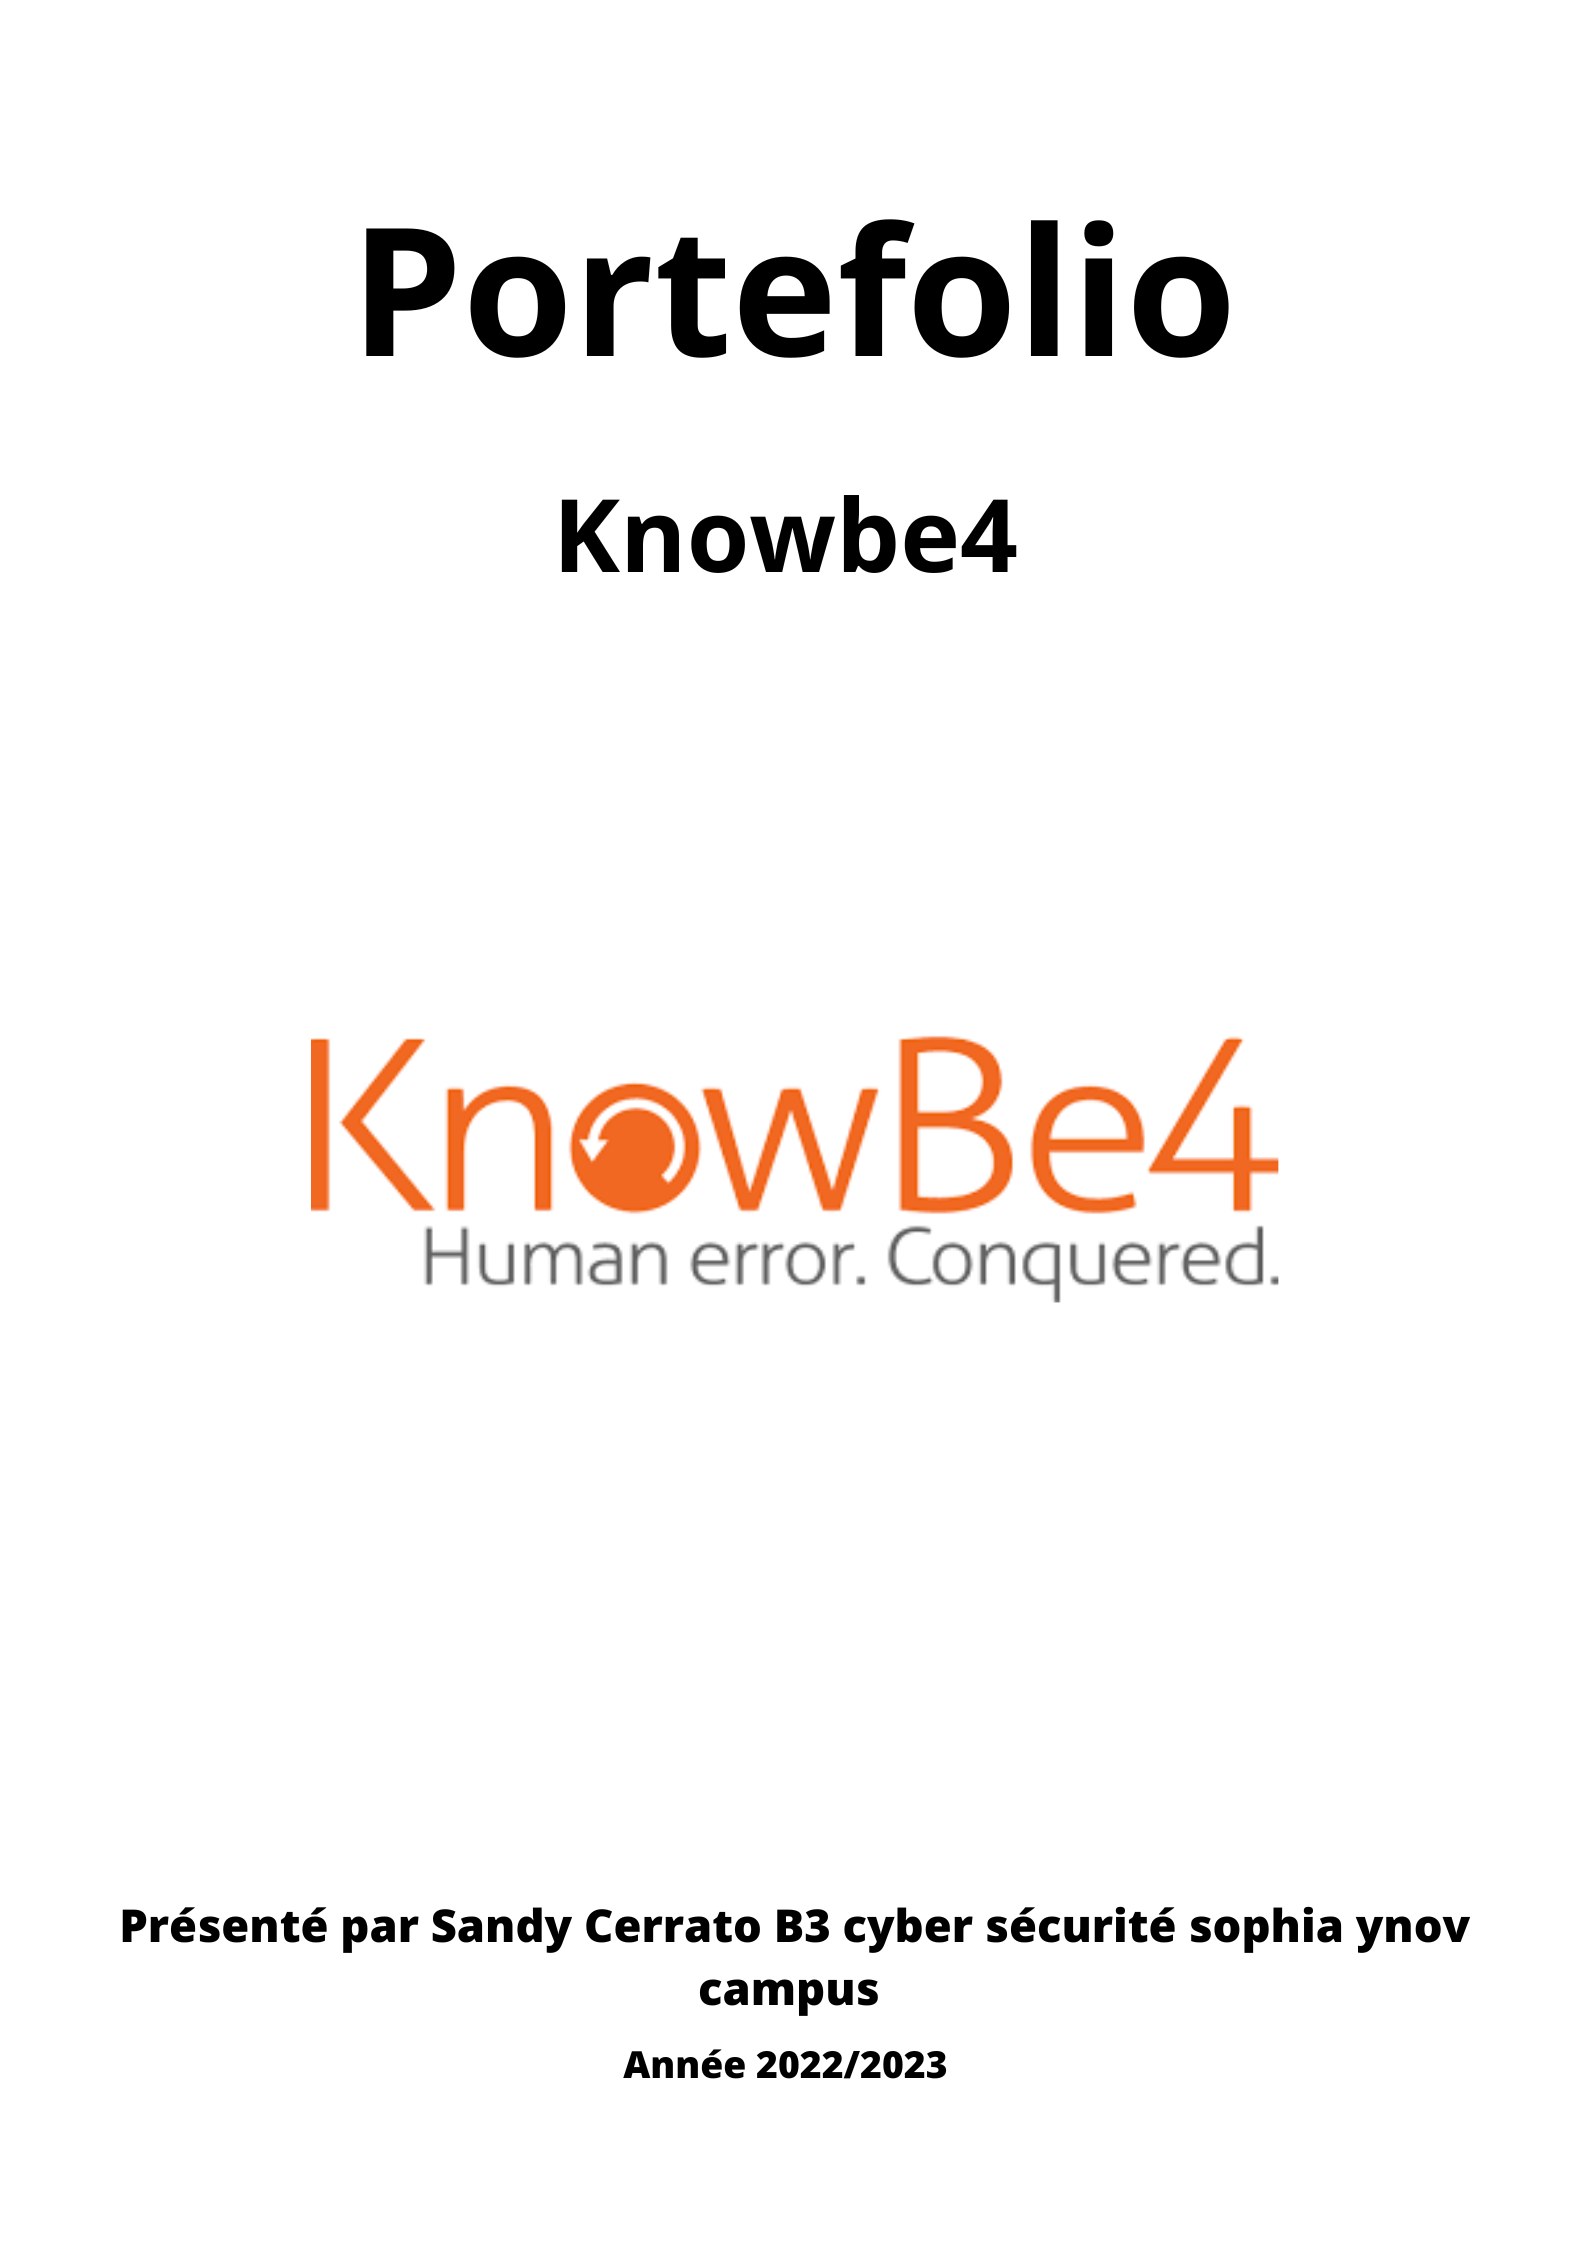 Portefolio
Knowbe4
KnowBe4
Human error. Conquered.
Présenté par Sandy Cerrato B3 cyber sécurité sophia ynov
campus
Année 2022/2023